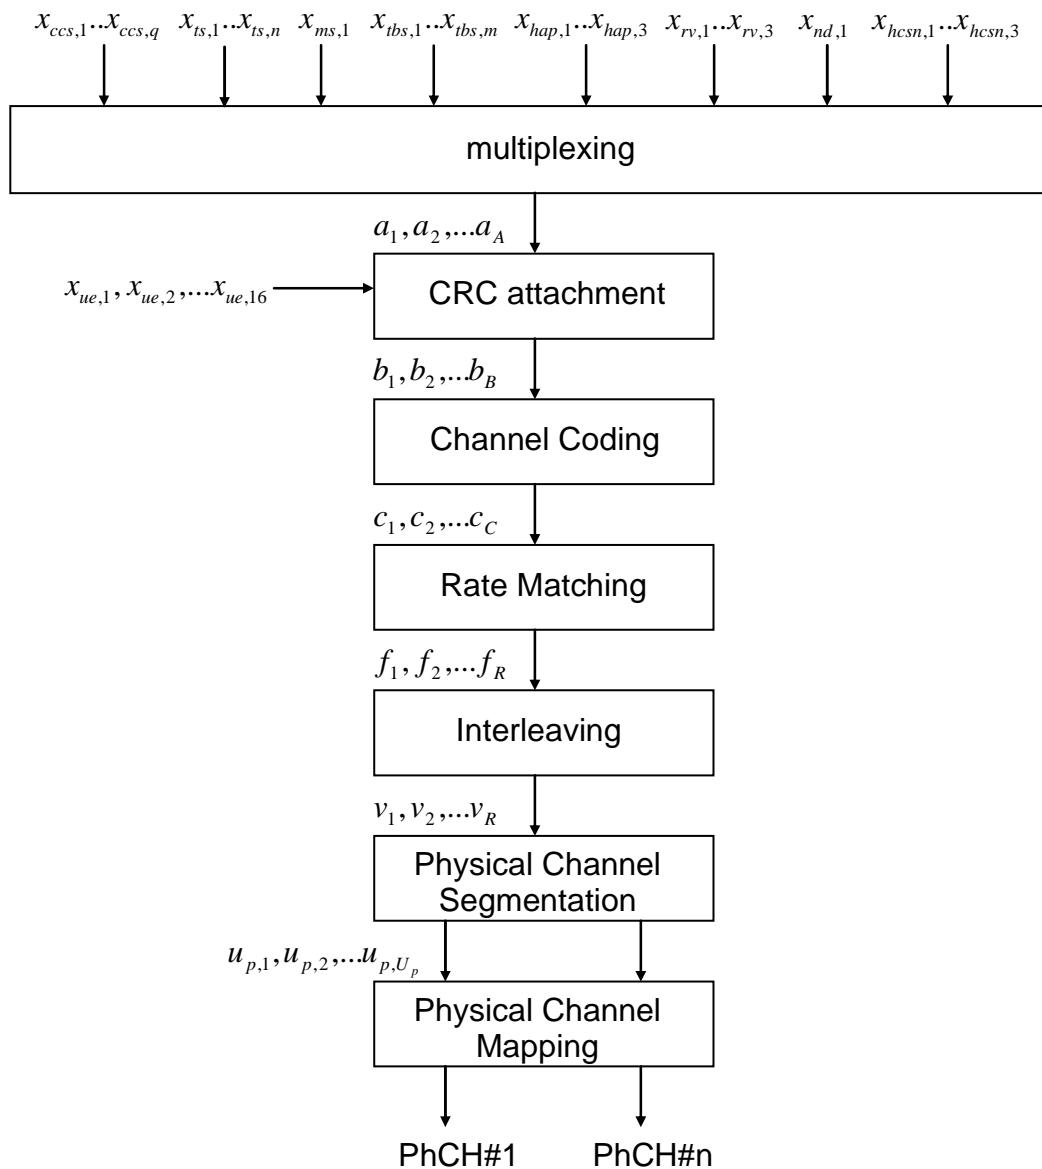 x_{ccs,1}..x_{ccs,q} x_{ts,1}..x_{ts,n} x_{ms,1} x_{tbs,1}..x_{tbs,m} x_{hap,1}..x_{hap,3} x_{rv,1}..x_{rv,3} x_{nd,1} x_{hcsn,1}..x_{hcsn,3}
multiplexing
a_1, a_2,...a_A
x_{ue,1}, x_{ue,2},...x_{ue,16}
CRC attachment
b_1, b_2,...b_B
Channel Coding
c_1, c_2,...c_C
Rate Matching
f_1, f_2,...f_R
Interleaving
v_1, v_2,...v_R
Physical Channel
Segmentation
u_{p,1}, u_{p,2},...u_{p,U_p}
Physical Channel
Mapping
PhCH#1 PhCH#n